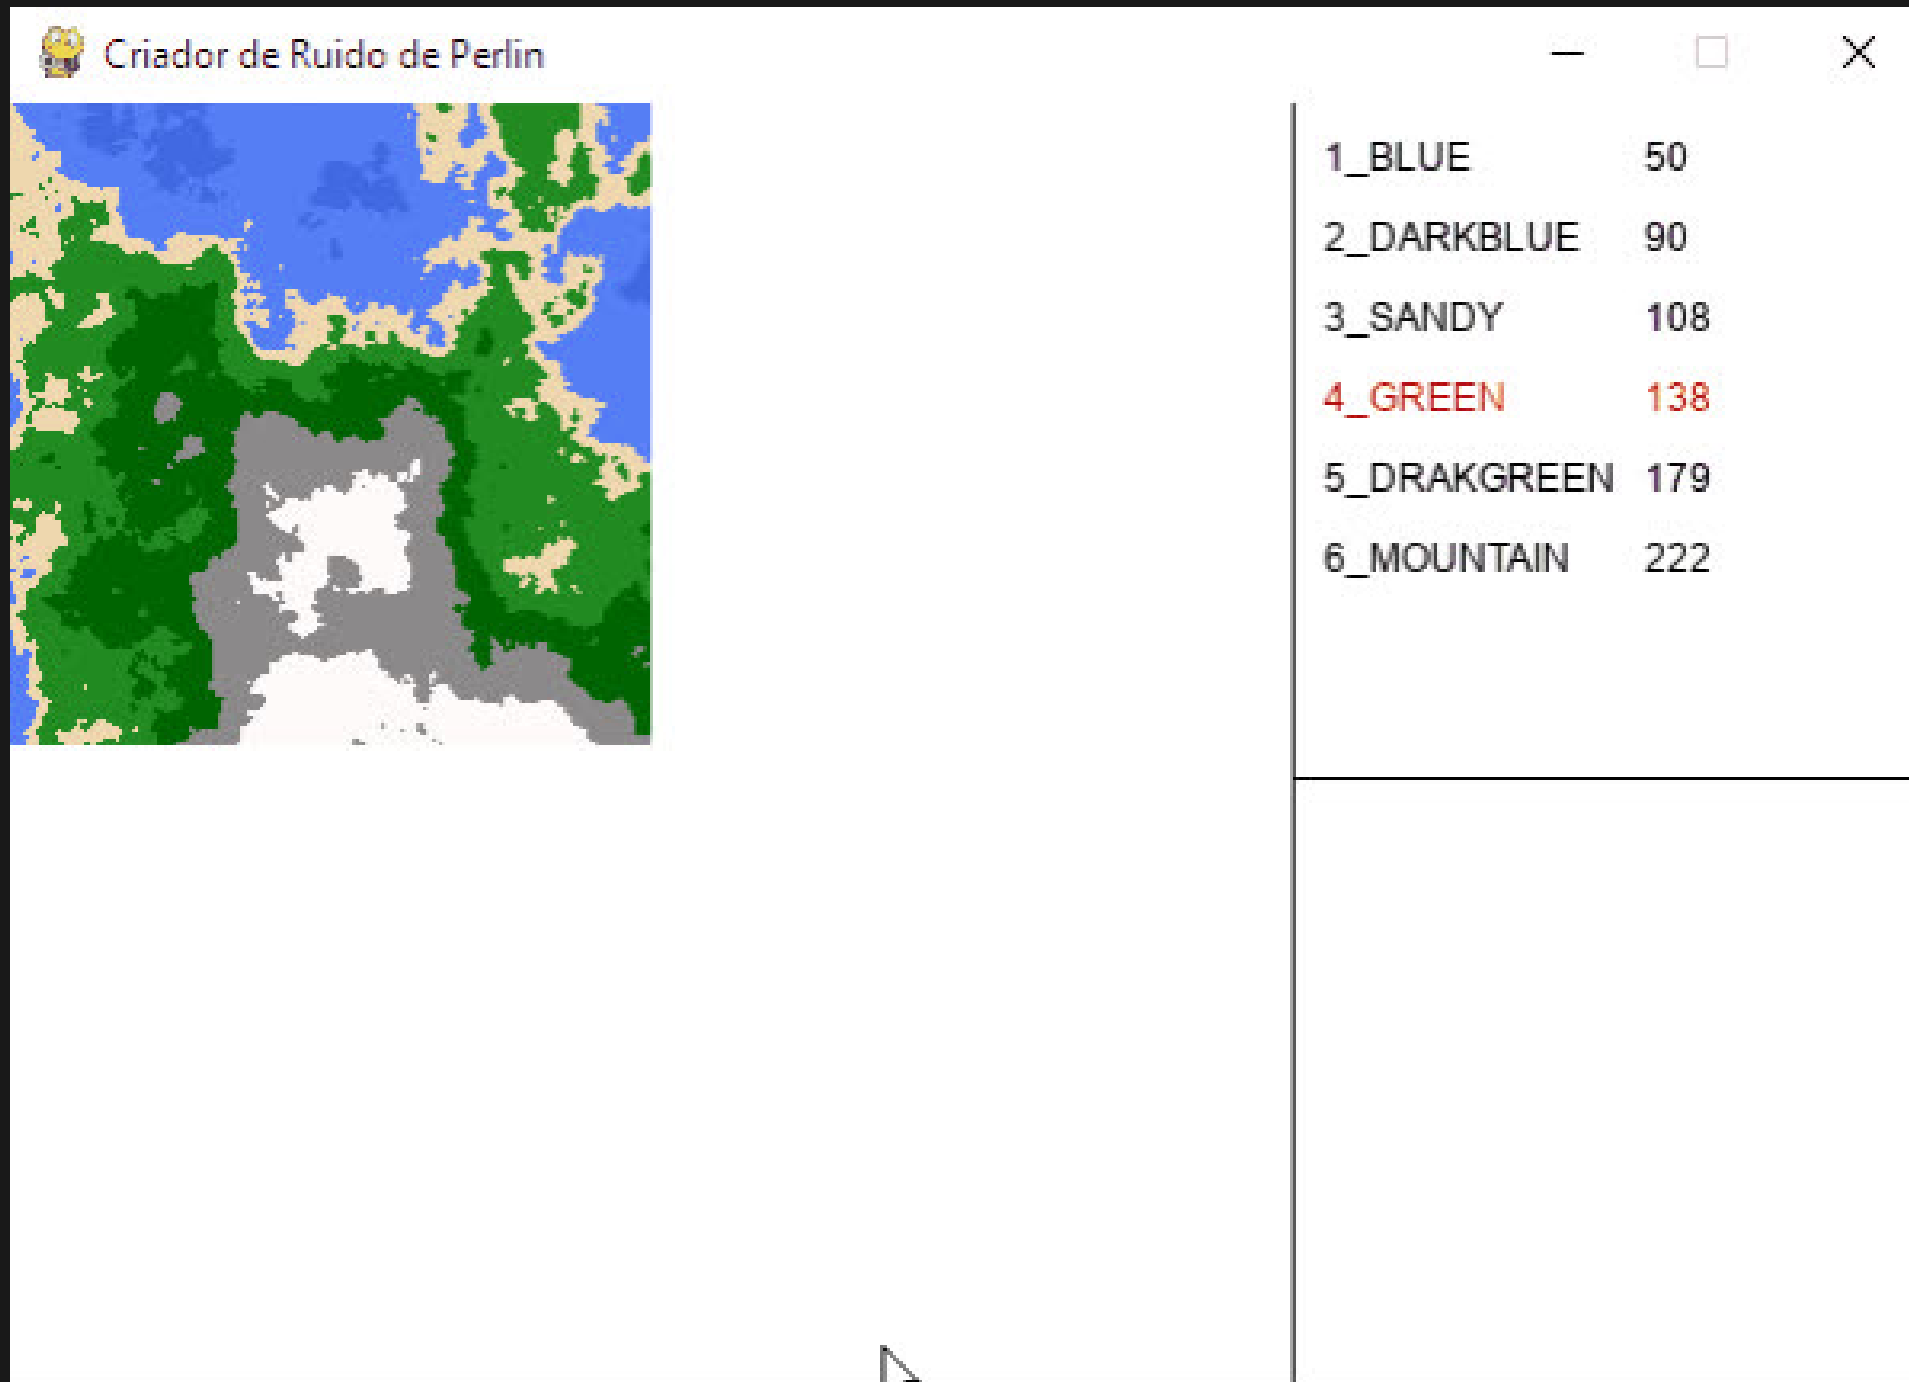 Criador de Ruido de Perlin
1_BLUE 50
2_DARKBLUE 90
3_SANDY 108
4_GREEN 138
5_DRAKGREEN 179
6_MOUNTAIN 222